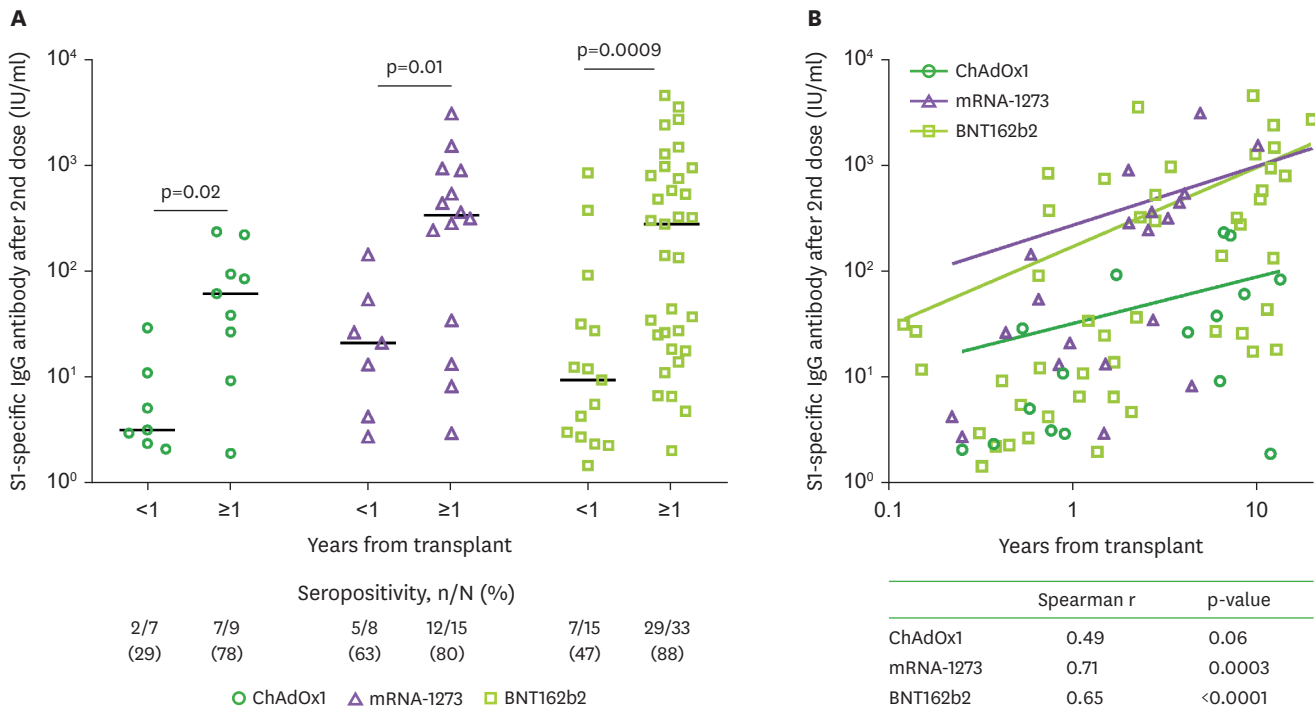 A
S1-specific IgG antibody after 2nd dose (IU/ml)
10⁴
10³
10²
10¹
10⁰
p=0.02
p=0.01
p=0.0009
<1 ≥1 <1 ≥1 <1 ≥1
Years from transplant
Seropositivity, n/N (%)
2/7 7/9 5/8 12/15 7/15 29/33
(29) (78) (63) (80) (47) (88)
ChAdOx1 mRNA-1273 BNT162b2
B
S1-specific IgG antibody after 2nd dose (IU/ml)
10⁴
10³
10²
10¹
10⁰
ChAdOx1
mRNA-1273
BNT162b2
0.1 1 10
Years from transplant
Spearman r p-value
ChAdOx1 0.49 0.06
mRNA-1273 0.71 0.0003
BNT162b2 0.65 <0.0001